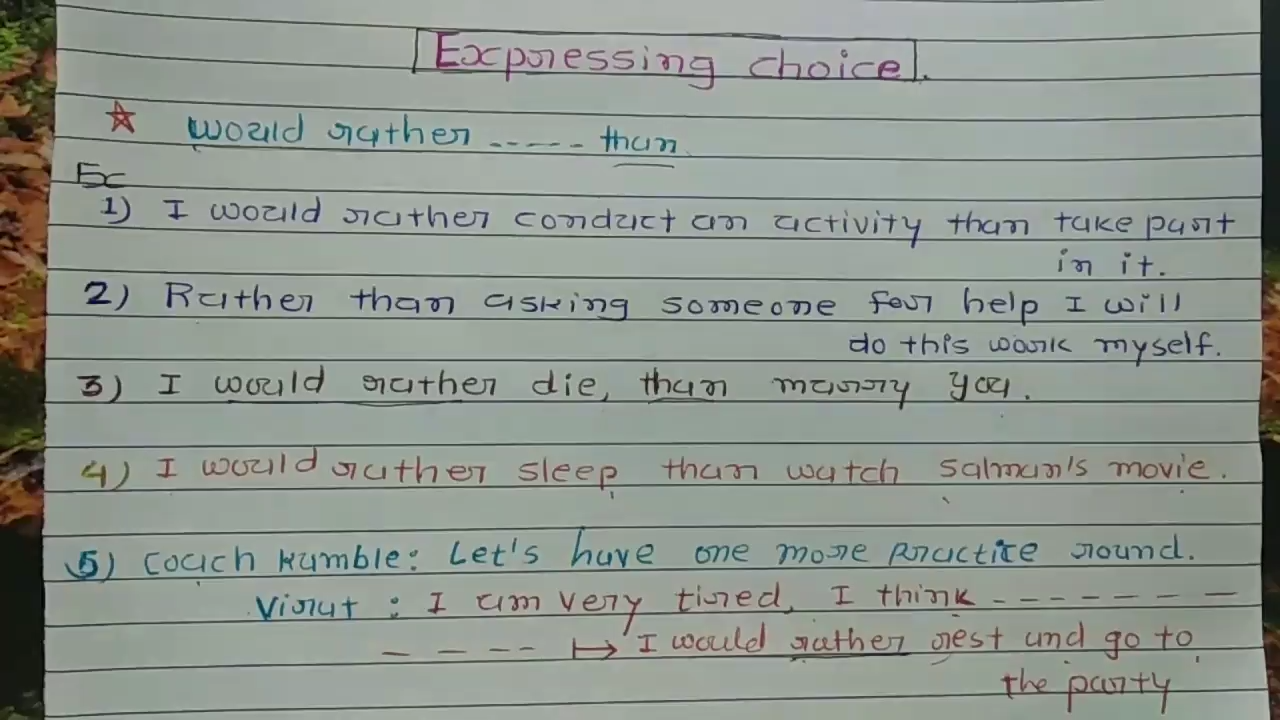 Expressing choice.
☆ would rather ----- than
Ex
1) I would rather conduct an activity than take part
in it.
2) Rather than asking someone for help I will
do this work myself.
3) I would rather die, than marry you.
4) I would rather sleep than watch Salman's movie.
5) Coach Kumble: Let's have one more Practice round.
Virat : I am very tired, I think - - - - - - -
- - - - ↦ I would rather rest and go to
the party